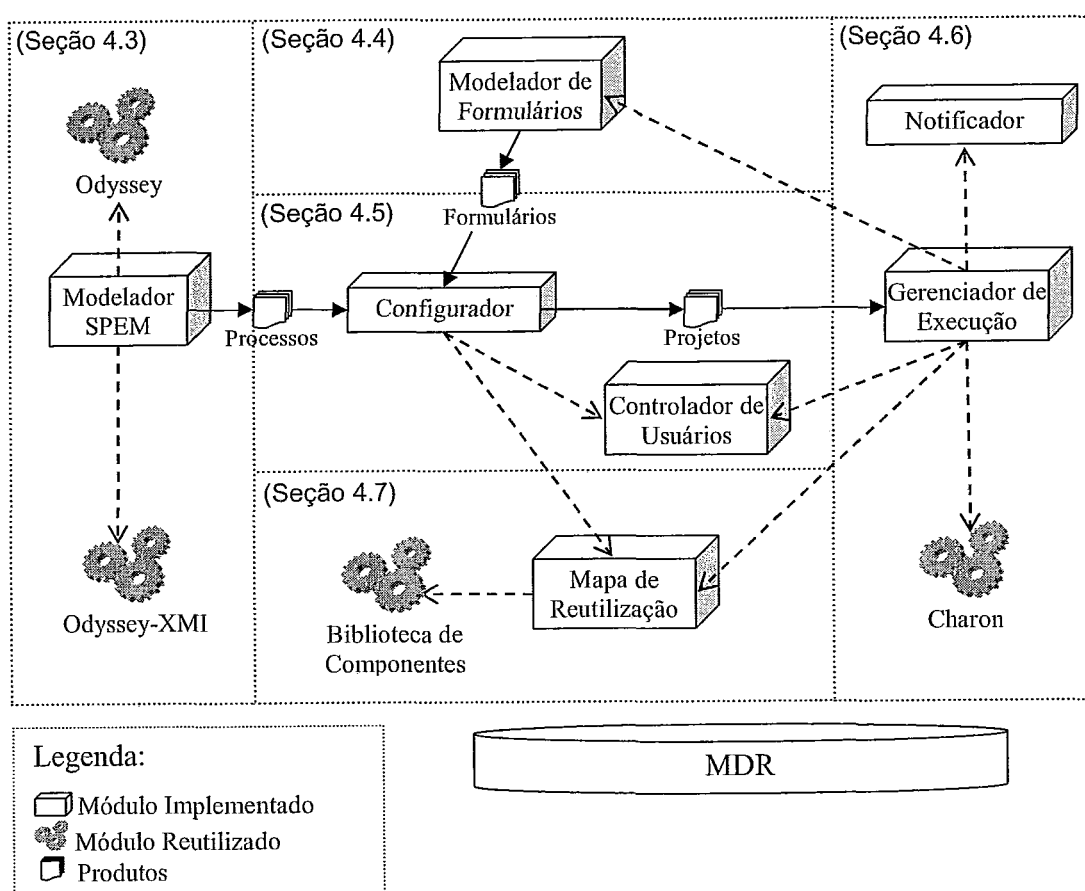 (Seção 4.3)
Odyssey
Modelador
SPEM
Processos
Odyssey-XMI
(Seção 4.4)
Modelador de
Formulários
Formulários
(Seção 4.5)
Configurador
Projetos
Controlador de
Usuários
(Seção 4.7)
Mapa de
Reutilização
Biblioteca de
Componentes
(Seção 4.6)
Notificador
Gerenciador de
Execução
Charon
MDR
Legenda:
Módulo Implementado
Módulo Reutilizado
Produtos